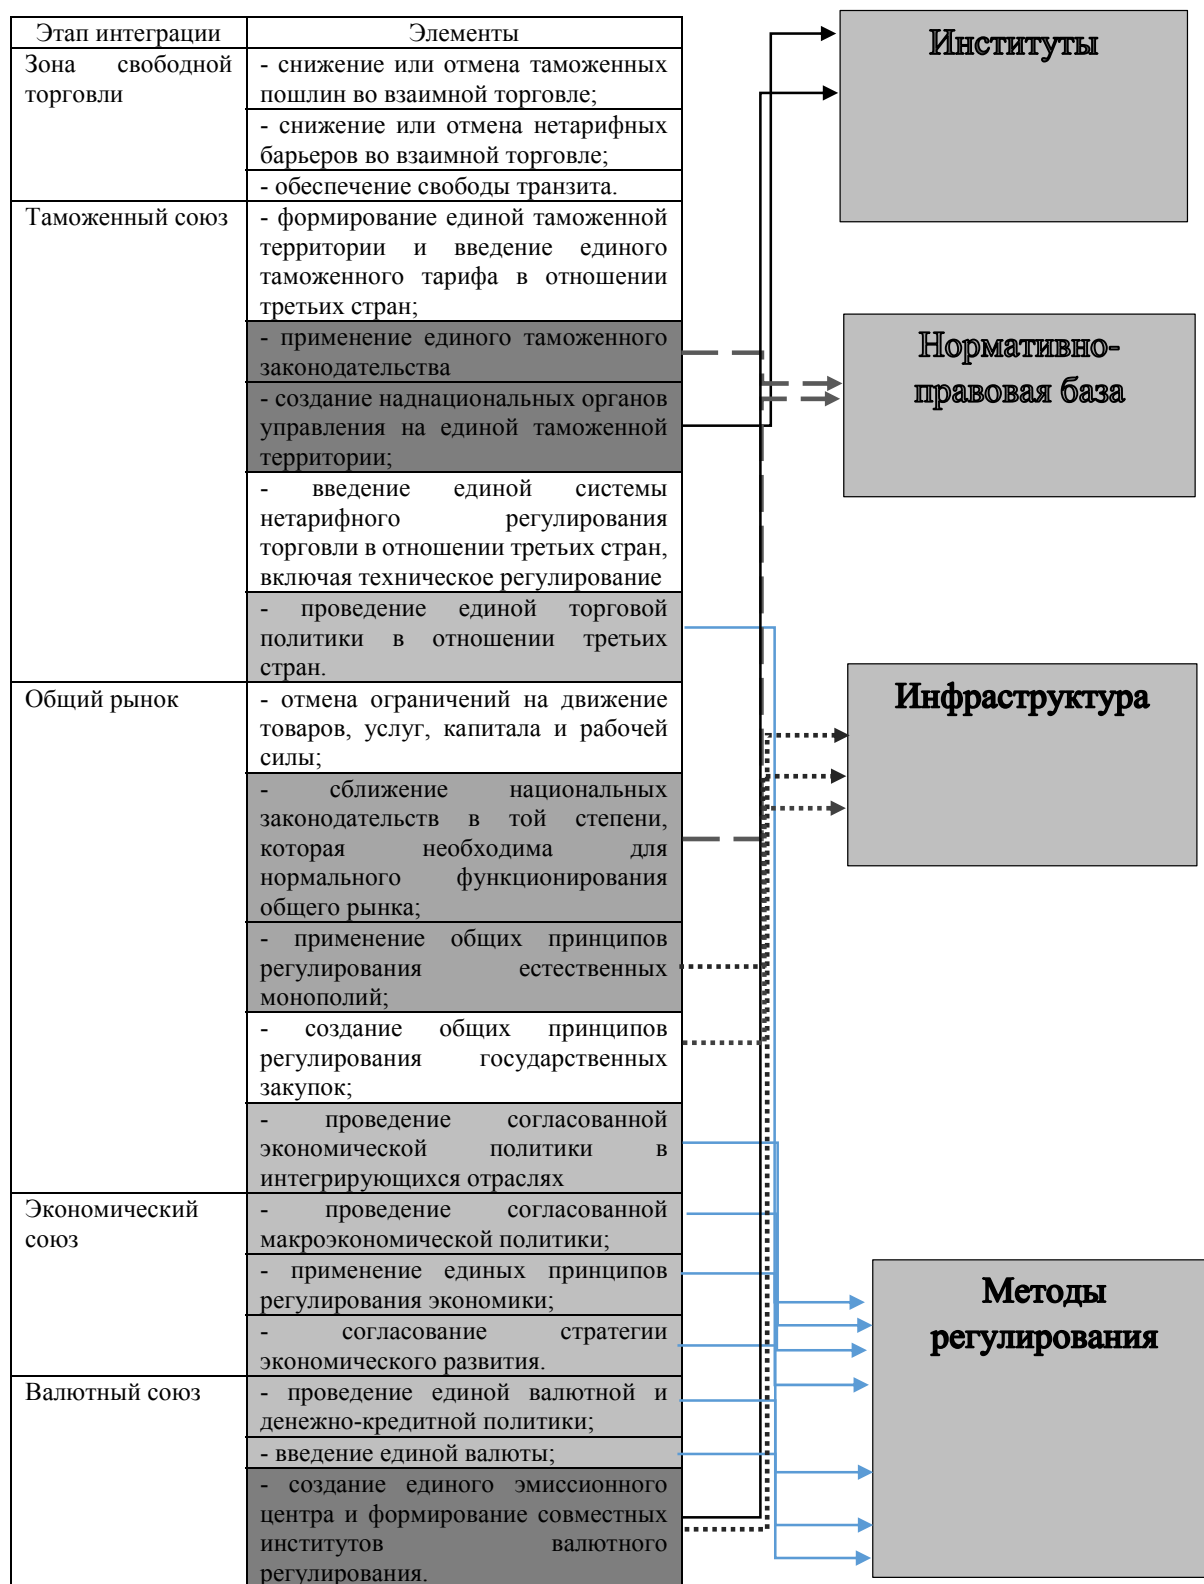 Этап интеграции
Элементы
Зона свободной
торговли
- снижение или отмена таможенных
пошлин во взаимной торговле;
- снижение или отмена нетарифных
барьеров во взаимной торговле;
- обеспечение свободы транзита.
Таможенный союз
- формирование единой таможенной
территории и введение единого
таможенного тарифа в отношении
третьих стран;
- применение единого таможенного
законодательства
- создание наднациональных органов
управления на единой таможенной
территории;
- введение единой системы
нетарифного регулирования
торговли в отношении третьих стран,
включая техническое регулирование
- проведение единой торговой
политики в отношении третьих
стран.
Общий рынок
- отмена ограничений на движение
товаров, услуг, капитала и рабочей
силы;
- сближение национальных
законодательств в той степени,
которая необходима для
нормального функционирования
общего рынка;
- применение общих принципов
регулирования естественных
монополий;
- создание общих принципов
регулирования государственных
закупок;
- проведение согласованной
экономической политики в
интегрирующихся отраслях
Экономический
союз
- проведение согласованной
макроэкономической политики;
- применение единых принципов
регулирования экономики;
- согласование стратегии
экономического развития.
Валютный союз
- проведение единой валютной и
денежно-кредитной политики;
- введение единой валюты;
- создание единого эмиссионного
центра и формирование совместных
институтов валютного
регулирования.
Институты
Нормативно-
правовая база
Инфраструктура
Методы
регулирования